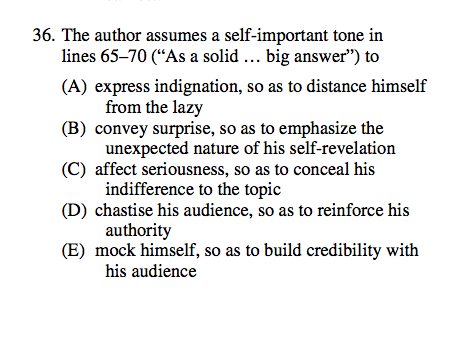 36. The author assumes a self-important tone in
lines 65–70 (“As a solid ... big answer”) to
(A) express indignation, so as to distance himself
from the lazy
(B) convey surprise, so as to emphasize the
unexpected nature of his self-revelation
(C) affect seriousness, so as to conceal his
indifference to the topic
(D) chastise his audience, so as to reinforce his
authority
(E) mock himself, so as to build credibility with
his audience